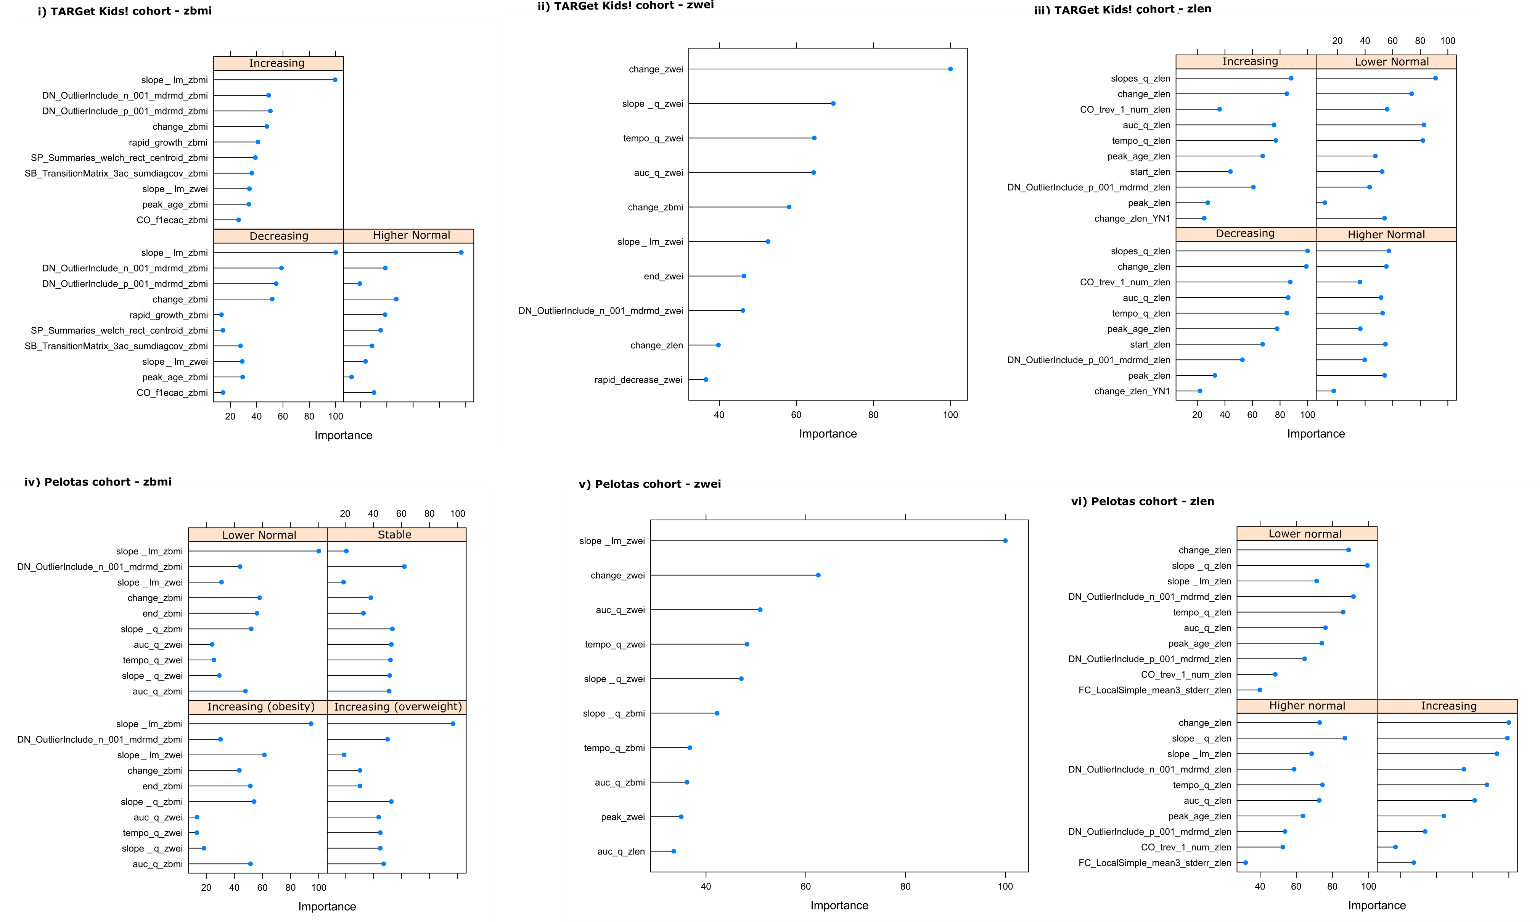 i) TARGet Kids! cohort - zbmi
20 40 60 80 100
Increasing
slope _ lm_zbmi
DN_OutlierInclude_n_001_mdrmd_zbmi
DN_OutlierInclude_p_001_mdrmd_zbmi
change_zbmi
rapid_growth_zbmi
SP_Summaries_welch_rect_centroid_zbmi
SB_TransitionMatrix_3ac_sumdiagcov_zbmi
slope _ lm_zwei
peak_age_zbmi
CO_f1ecac_zbmi
Decreasing Higher Normal
slope _ lm_zbmi
DN_OutlierInclude_n_001_mdrmd_zbmi
DN_OutlierInclude_p_001_mdrmd_zbmi
change_zbmi
rapid_growth_zbmi
SP_Summaries_welch_rect_centroid_zbmi
SB_TransitionMatrix_3ac_sumdiagcov_zbmi
slope _ lm_zwei
peak_age_zbmi
CO_f1ecac_zbmi
20 40 60 80 100
Importance
ii) TARGet Kids! cohort - zwei
change_zwei
slope _q_zwei
tempo_q_zwei
auc_q_zwei
change_zbmi
slope _ lm_zwei
end_zwei
DN_OutlierInclude_n_001_mdrmd_zwei
change_zlen
rapid_decrease_zwei
40 60 80 100
Importance
iii) TARGet Kids! cohort - zlen
20 40 60 80 100
Increasing Lower Normal
slopes_q_zlen
change_zlen
CO_trev_1_num_zlen
auc_q_zlen
tempo_q_zlen
peak_age_zlen
start_zlen
DN_OutlierInclude_p_001_mdrmd_zlen
peak_zlen
change_zlen_YN1
Decreasing Higher Normal
slopes_q_zlen
change_zlen
CO_trev_1_num_zlen
auc_q_zlen
tempo_q_zlen
peak_age_zlen
start_zlen
DN_OutlierInclude_p_001_mdrmd_zlen
peak_zlen
change_zlen_YN1
20 40 60 80 100
Importance
iv) Pelotas cohort - zbmi
20 40 60 80 100
Lower Normal Stable
slope _ lm_zbmi
DN_OutlierInclude_n_001_mdrmd_zbmi
slope _ lm_zwei
change_zbmi
end_zbmi
slope _ q_zbmi
auc_q_zwei
tempo_q_zwei
slope _ q_zwei
auc_q_zbmi
Increasing (obesity) Increasing (overweight)
slope _ lm_zbmi
DN_OutlierInclude_n_001_mdrmd_zbmi
slope _ lm_zwei
change_zbmi
end_zbmi
slope _ q_zbmi
auc_q_zwei
tempo_q_zwei
slope _ q_zwei
auc_q_zbmi
20 40 60 80 100
Importance
v) Pelotas cohort - zwei
slope _ lm_zwei
change_zwei
auc_q_zwei
tempo_q_zwei
slope _ q_zwei
slope _ q_zbmi
tempo_q_zbmi
auc_q_zbmi
peak_zwei
auc_q_zlen
40 60 80 100
Importance
vi) Pelotas cohort - zlen
Lower normal
change_zlen
slope _ q_zlen
slope _ lm_zlen
DN_OutlierInclude_n_001_mdrmd_zlen
tempo_q_zlen
auc_q_zlen
peak_age_zlen
DN_OutlierInclude_p_001_mdrmd_zlen
CO_trev_1_num_zlen
FC_LocalSimple_mean3_stderr_zlen
Higher normal Increasing
change_zlen
slope _ q_zlen
slope _ lm_zlen
DN_OutlierInclude_n_001_mdrmd_zlen
tempo_q_zlen
auc_q_zlen
peak_age_zlen
DN_OutlierInclude_p_001_mdrmd_zlen
CO_trev_1_num_zlen
FC_LocalSimple_mean3_stderr_zlen
40 60 80 100
Importance